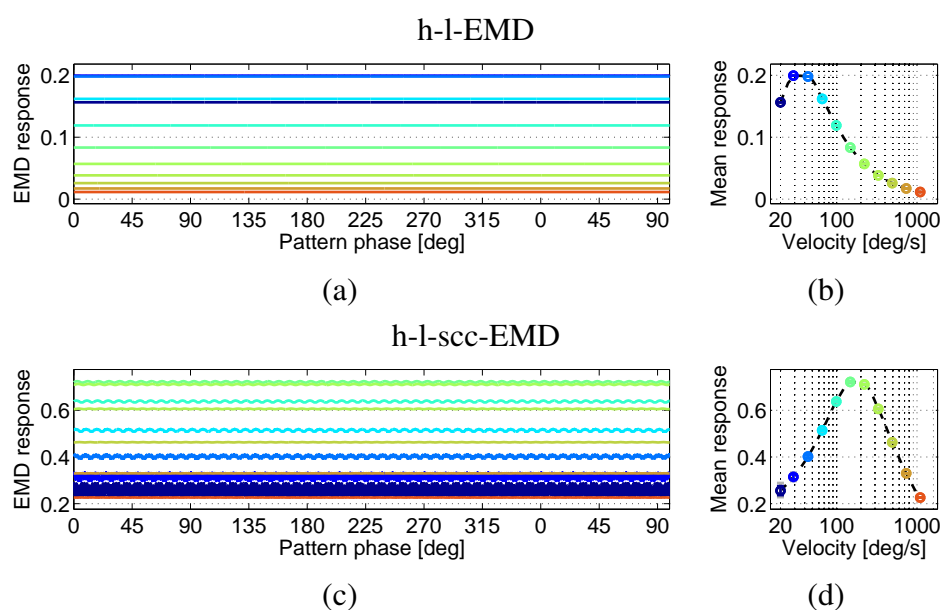 h-l-EMD
EMD response
0.2
0.1
0
0 45 90 135 180 225 270 315 0 45 90
Pattern phase [deg]
(a)
Mean response
0.2
0.1
0
20 100 1000
Velocity [deg/s]
(b)
h-l-scc-EMD
EMD response
0.6
0.4
0.2
0 45 90 135 180 225 270 315 0 45 90
Pattern phase [deg]
(c)
Mean response
0.6
0.4
0.2
20 100 1000
Velocity [deg/s]
(d)